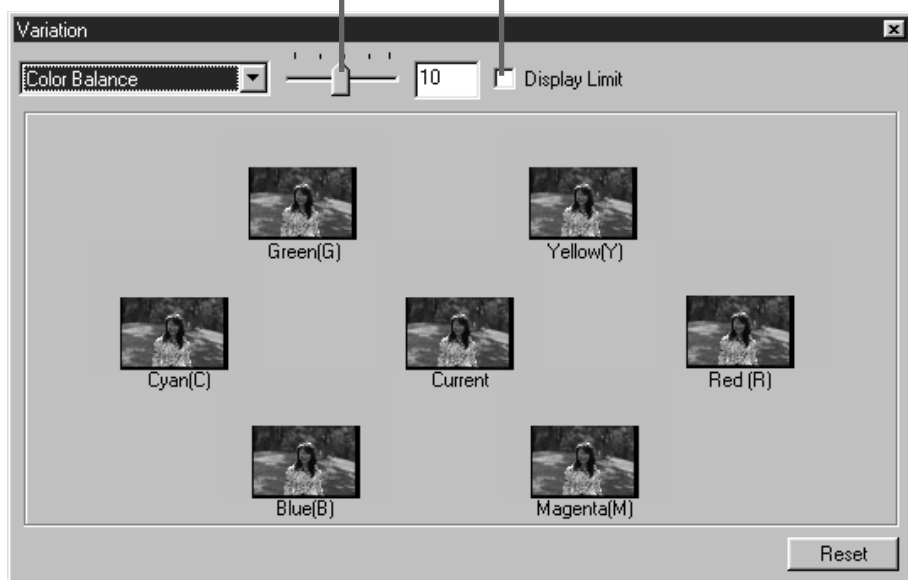 Variation
Color Balance 10 Display Limit
Green(G) Yellow(Y)
Cyan(C) Current Red (R)
Blue(B) Magenta(M)
Reset